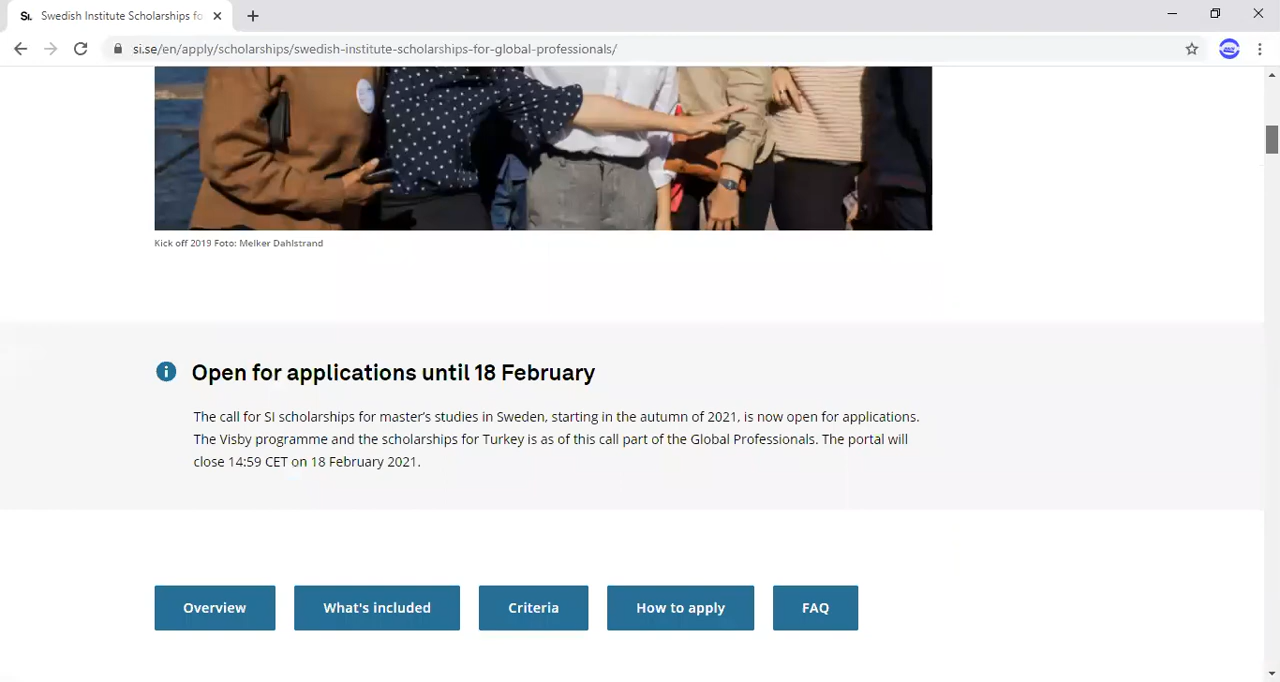 Si. Swedish Institute Scholarships fo
si.se/en/apply/scholarships/swedish-institute-scholarships-for-global-professionals/
Kick off 2019 Foto: Melker Dahlstrand
Open for applications until 18 February
The call for SI scholarships for master's studies in Sweden, starting in the autumn of 2021, is now open for applications.
The Visby programme and the scholarships for Turkey is as of this call part of the Global Professionals. The portal will
close 14:59 CET on 18 February 2021.
Overview What's included Criteria How to apply FAQ